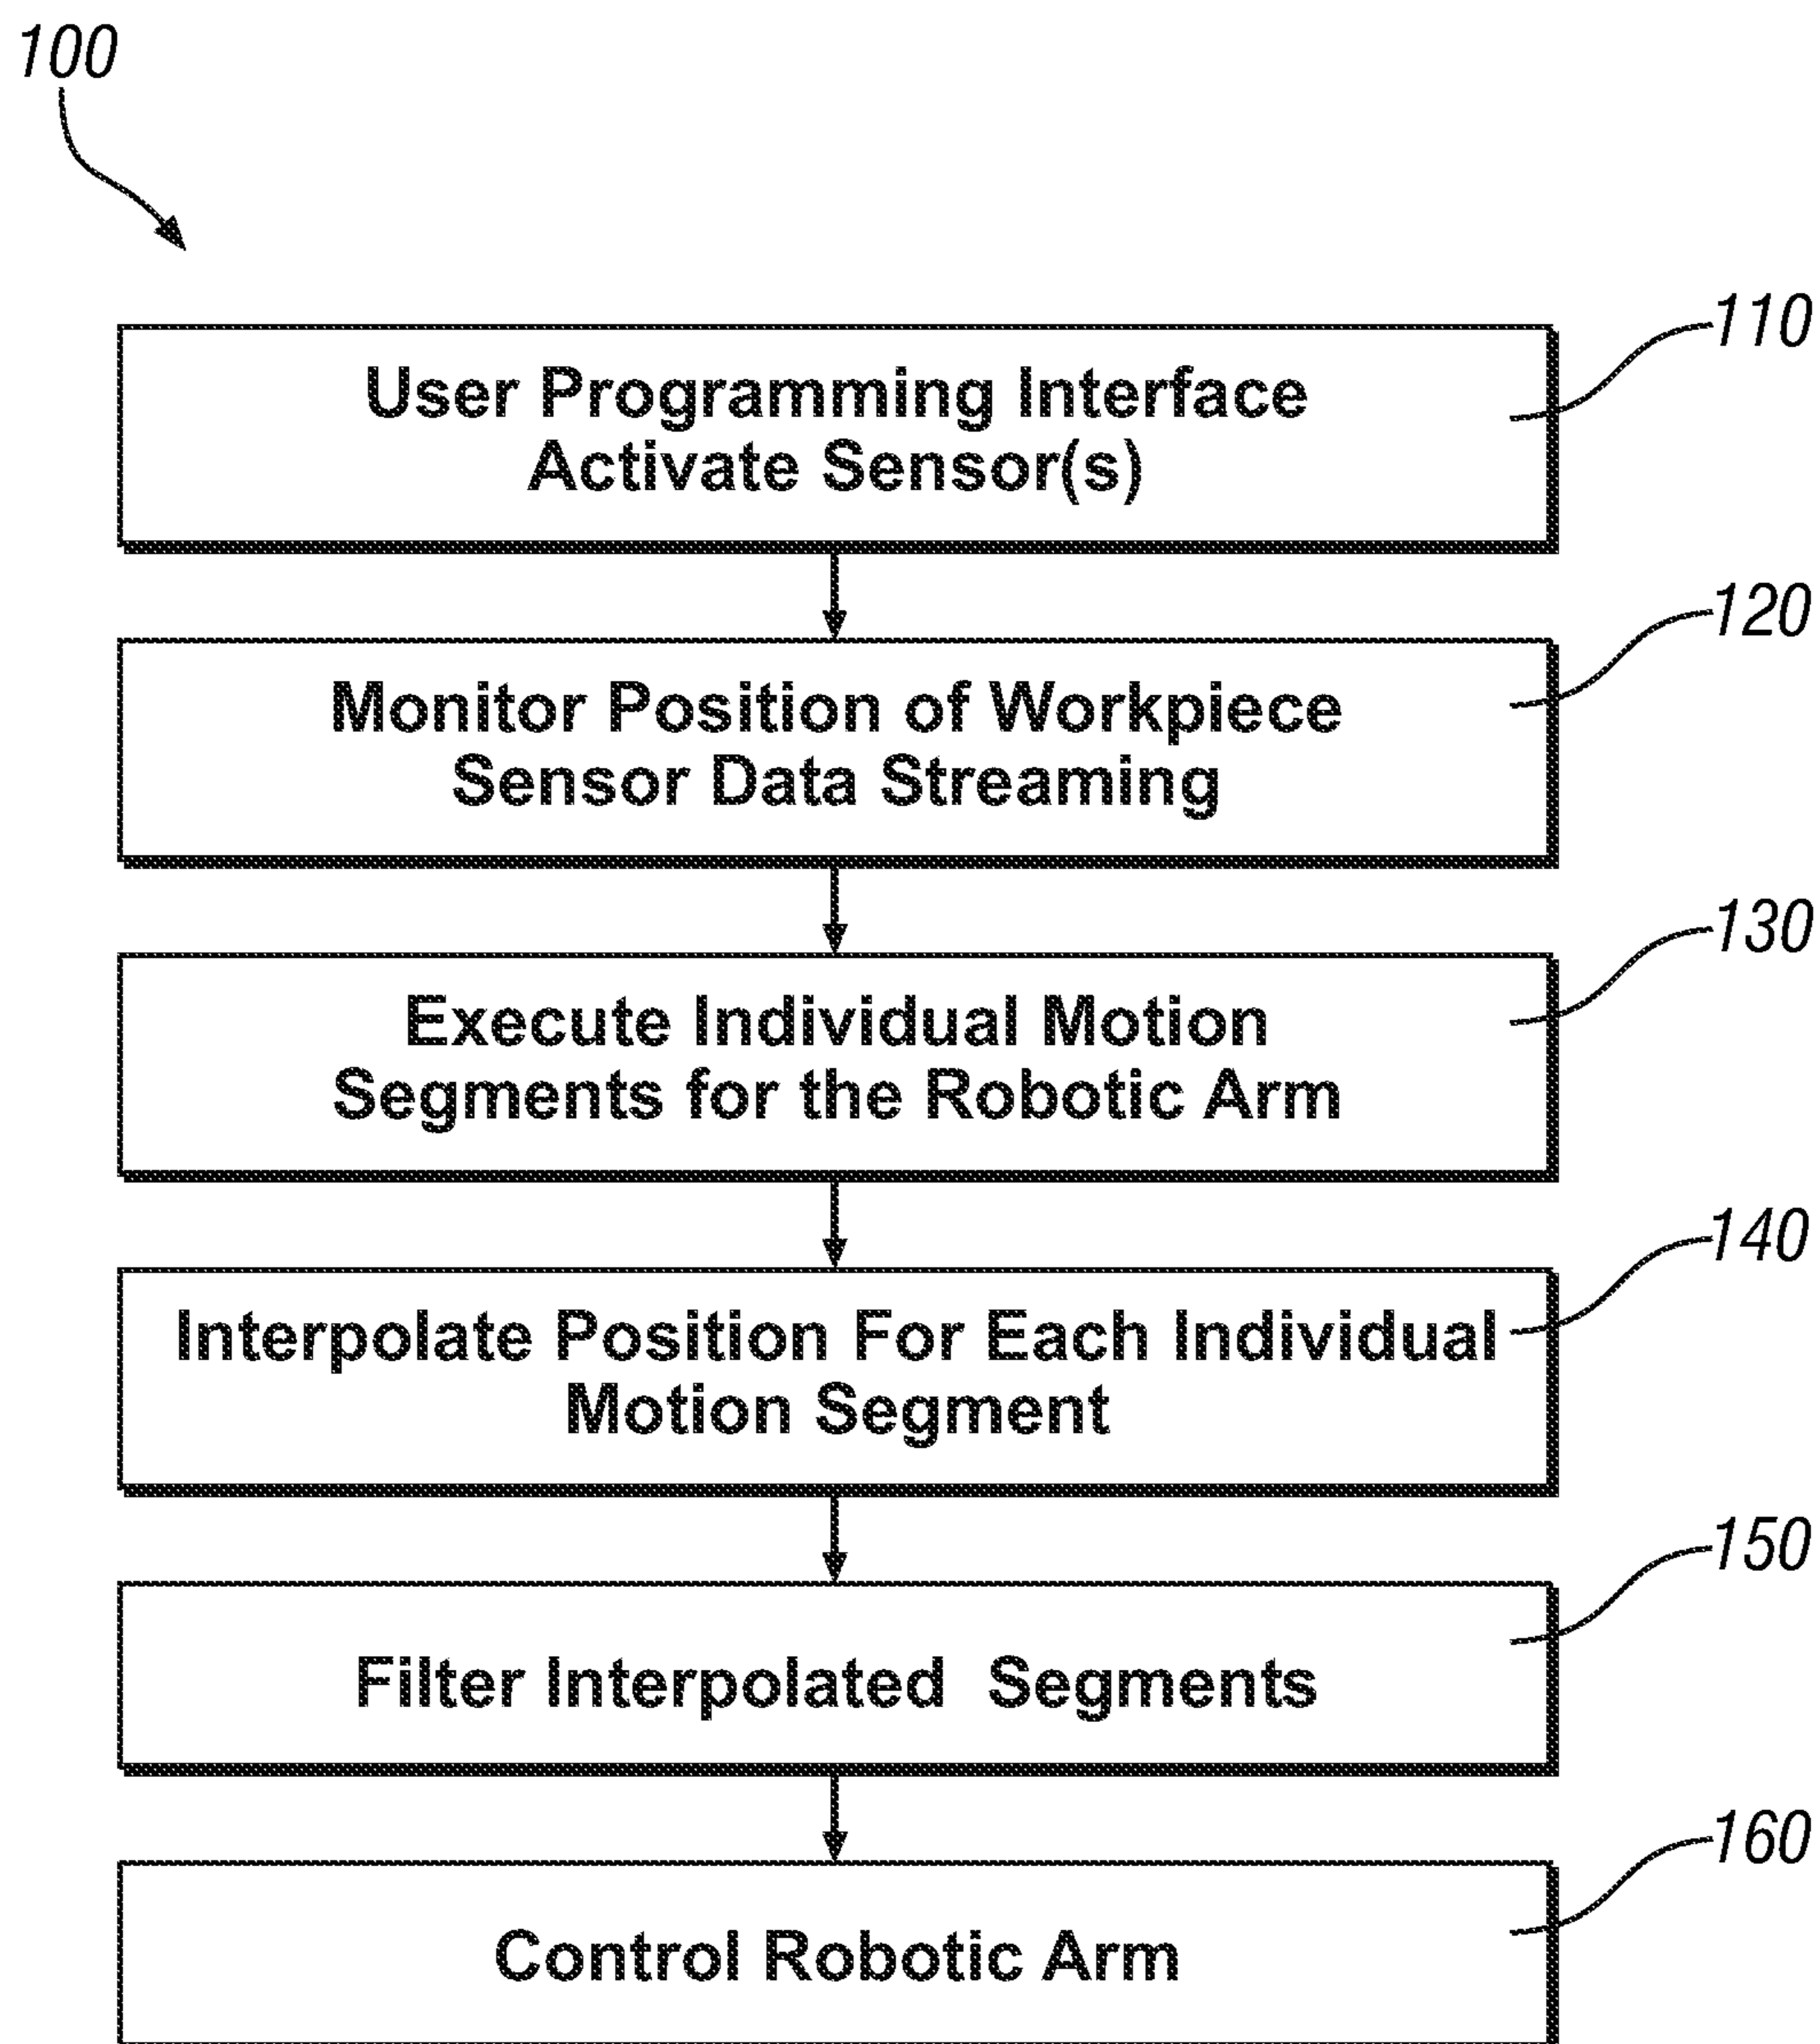 100
110
User Programming Interface
Activate Sensor(s)
120
Monitor Position of Workpiece
Sensor Data Streaming
130
Execute Individual Motion
Segments for the Robotic Arm
140
Interpolate Position For Each Individual
Motion Segment
150
Filter Interpolated Segments
160
Control Robotic Arm